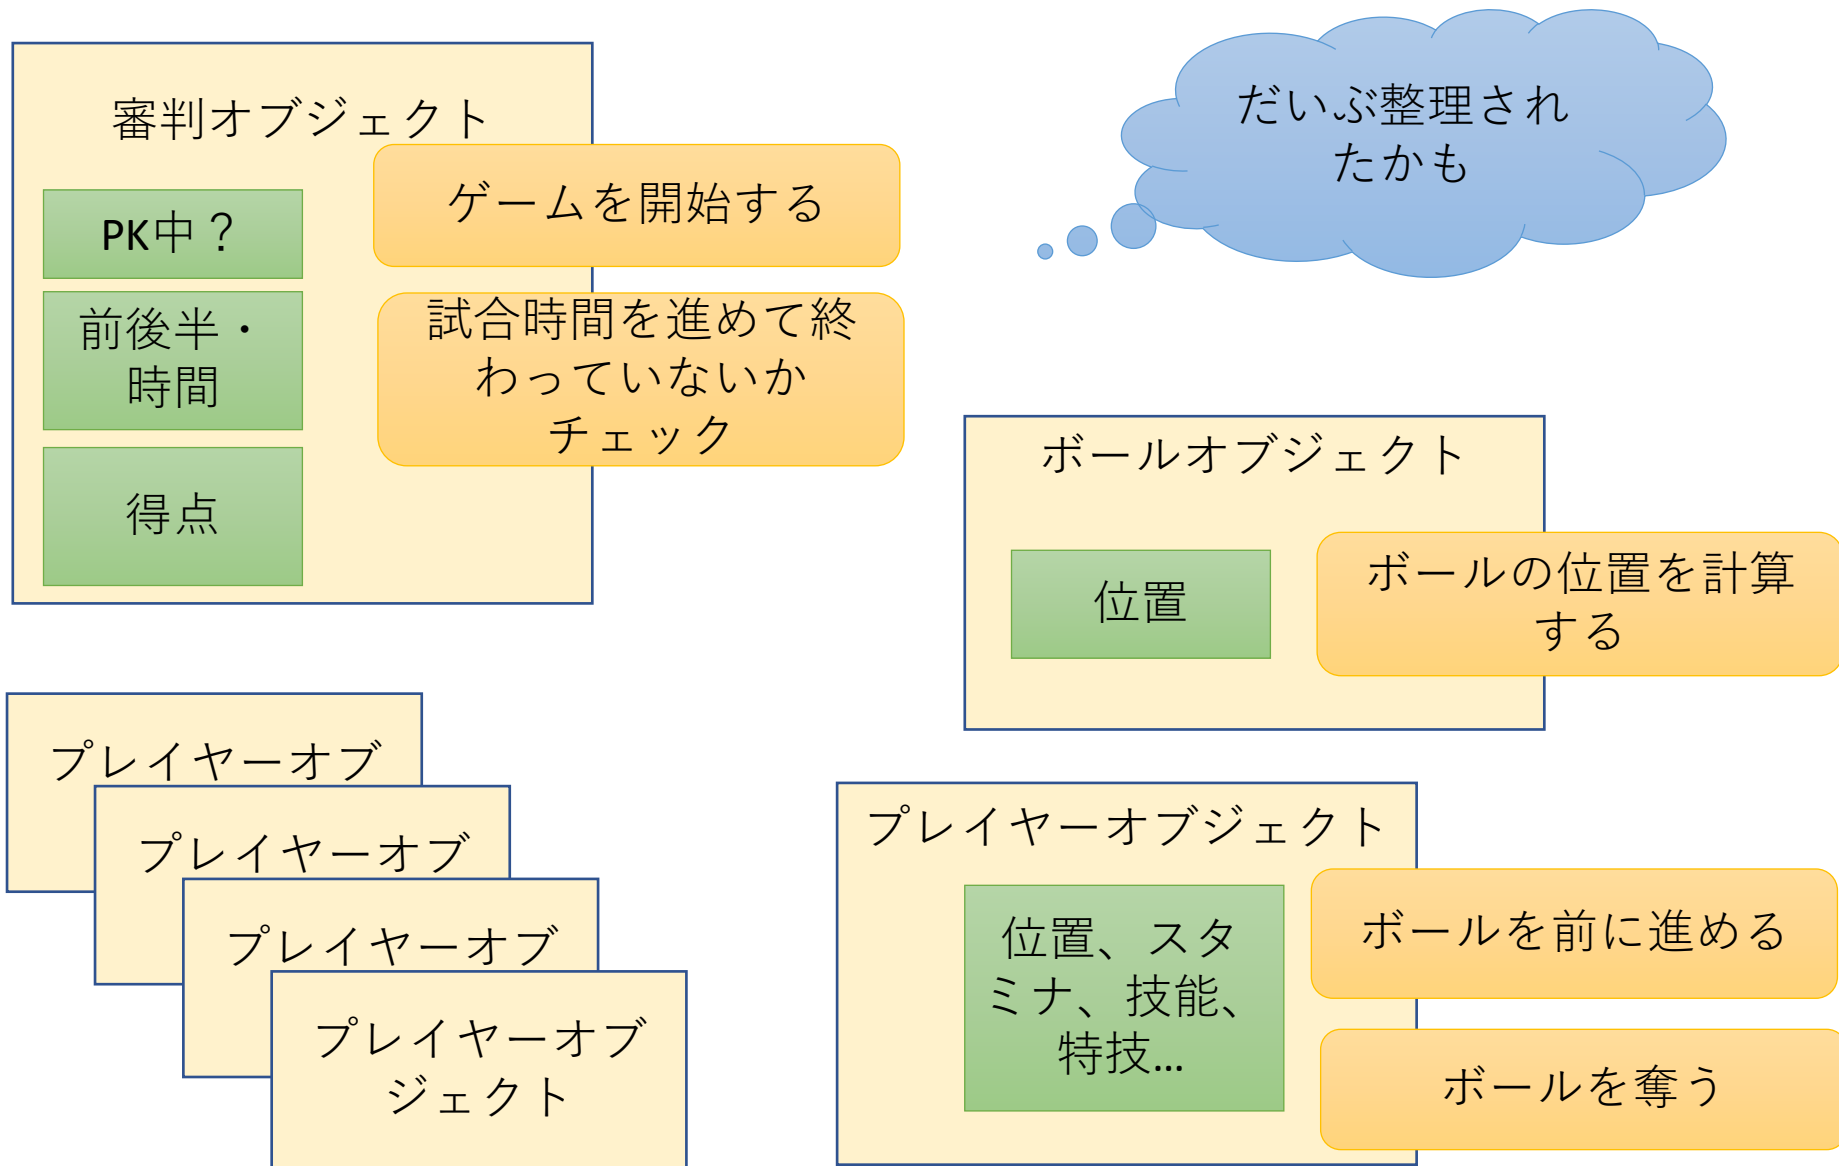 審判オブジェクト
PK中？
前後半・
時間
得点
ゲームを開始する
試合時間を進めて終
わっていないか
チェック
だいぶ整理され
たかも
ボールオブジェクト
位置
ボールの位置を計算
する
プレイヤーオブ
プレイヤーオブ
プレイヤーオブ
プレイヤーオブ
ジェクト
プレイヤーオブジェクト
位置、スタ
ミナ、技能、
特技…
ボールを前に進める
ボールを奪う